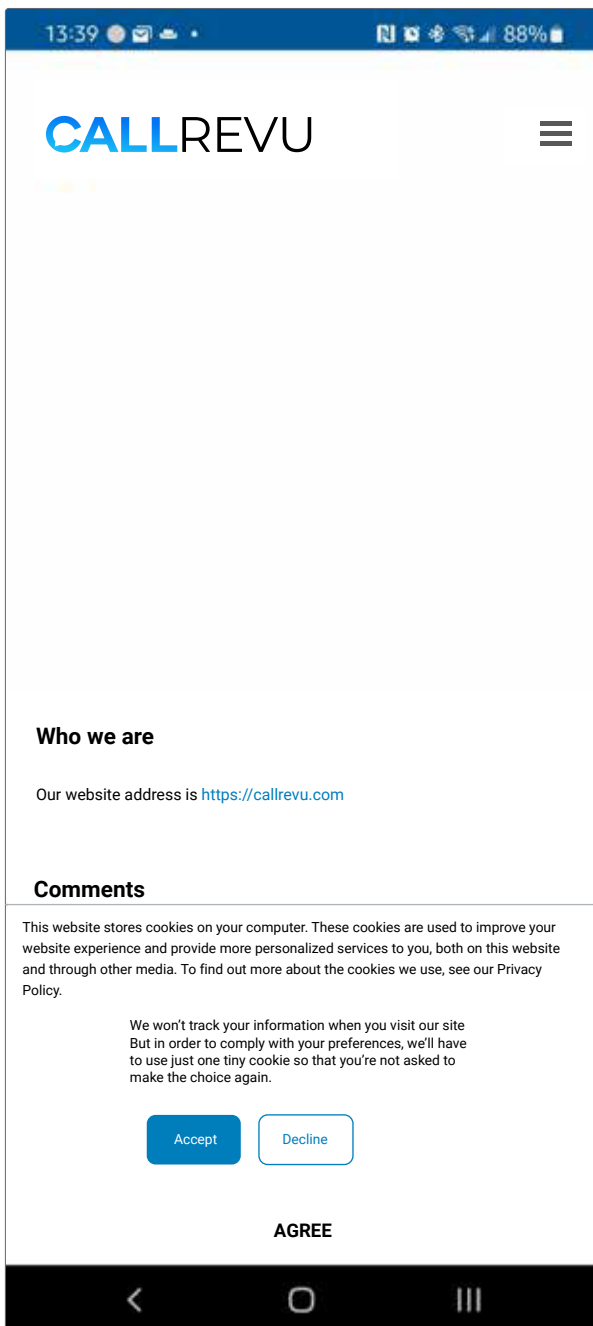 13:39
88%
CALLREVU
Who we are
Our website address is https://callrevu.com
Comments
This website stores cookies on your computer. These cookies are used to improve your
website experience and provide more personalized services to you, both on this website
and through other media. To find out more about the cookies we use, see our Privacy
Policy.
We won't track your information when you visit our site
But in order to comply with your preferences, we'll have
to use just one tiny cookie so that you're not asked to
make the choice again.
Accept
Decline
AGREE